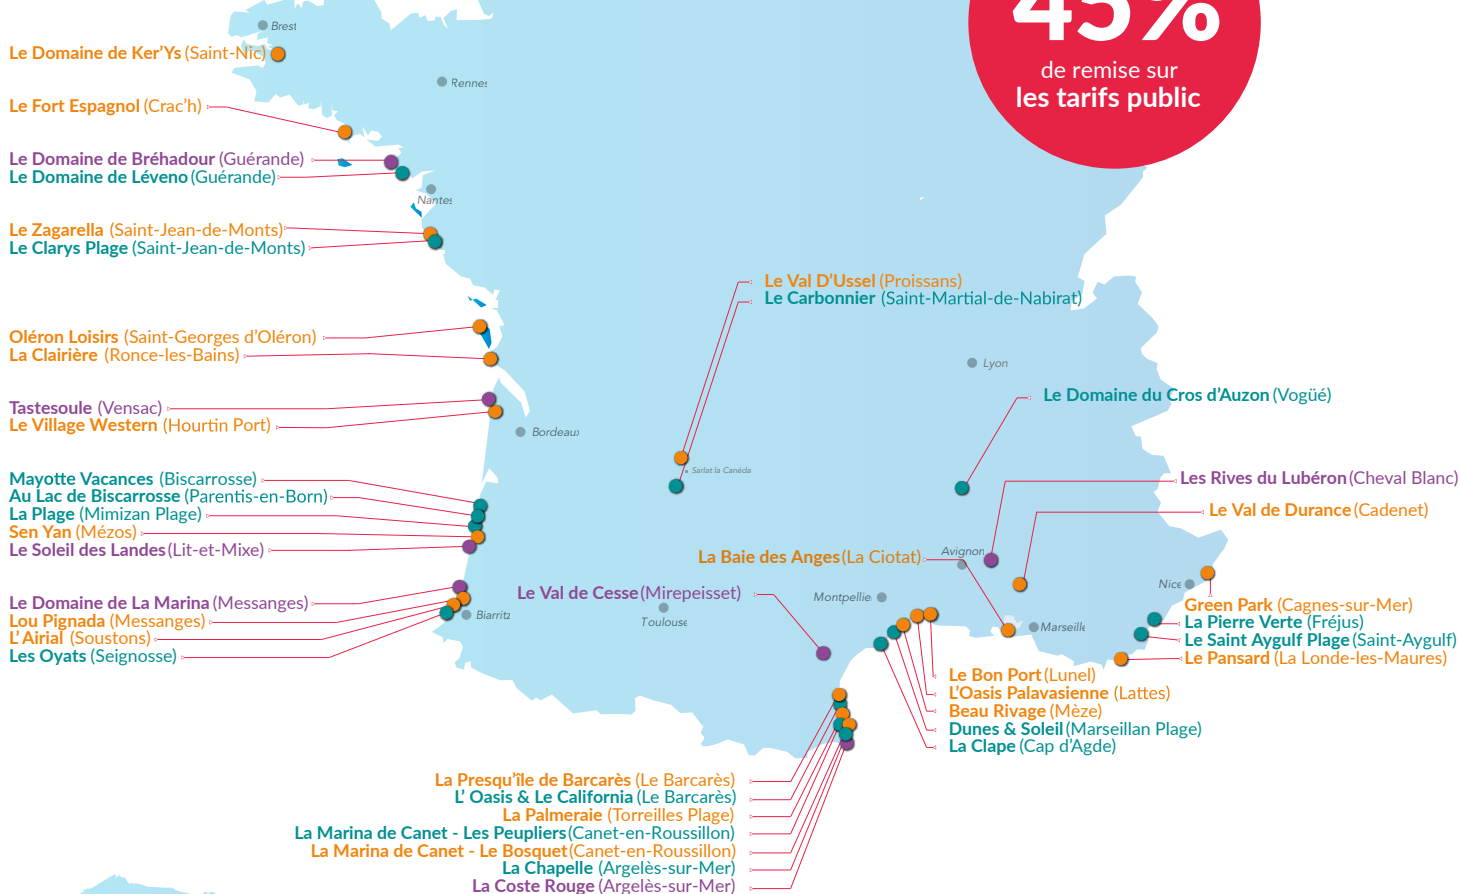 45%
de remise sur
les tarifs public
Brest
Le Domaine de Ker'Ys (Saint-Nic)
Rennes
Le Fort Espagnol (Crac'h)
Le Domaine de Bréhadour (Guérande)
Le Domaine de Léveno (Guérande)
Nantes
Le Zagarella (Saint-Jean-de-Monts)
Le Clarys Plage (Saint-Jean-de-Monts)
Le Val D'Ussel (Proissans)
Le Carbonnier (Saint-Martial-de-Nabirat)
Oléron Loisirs (Saint-Georges d'Oléron)
La Clairière (Ronce-les-Bains)
Lyon
Le Domaine du Cros d'Auzon (Vogüé)
Tastesoule (Vensac)
Le Village Western (Hourtin Port)
Bordeaux
Sarlat la Canéda
Mayotte Vacances (Biscarrosse)
Au Lac de Biscarrosse (Parentis-en-Born)
La Plage (Mimizan Plage)
Sen Yan (Mézos)
Le Soleil des Landes (Lit-et-Mixe)
Les Rives du Lubéron (Cheval Blanc)
Le Val de Durance (Cadenet)
La Baie des Anges (La Ciotat)
Avignon
Nice
Le Val de Cesse (Mirepeisset)
Montpellier
Le Domaine de La Marina (Messanges)
Lou Pignada (Messanges)
L'Airial (Soustons)
Les Oyats (Seignosse)
Biarritz
Toulouse
Marseille
Green Park (Cagnes-sur-Mer)
La Pierre Verte (Fréjus)
Le Saint Aygulf Plage (Saint-Aygulf)
Le Pansard (La Londe-les-Maures)
Le Bon Port (Lunel)
L'Oasis Palavasienne (Lattes)
Beau Rivage (Mèze)
Dunes & Soleil (Marseillan Plage)
La Clape (Cap d'Agde)
La Presqu'île de Barcarès (Le Barcarès)
L' Oasis & Le California (Le Barcarès)
La Palmeraie (Torreilles Plage)
La Marina de Canet - Les Peupliers (Canet-en-Roussillon)
La Marina de Canet - Le Bosquet (Canet-en-Roussillon)
La Chapelle (Argelès-sur-Mer)
La Coste Rouge (Argelès-sur-Mer)